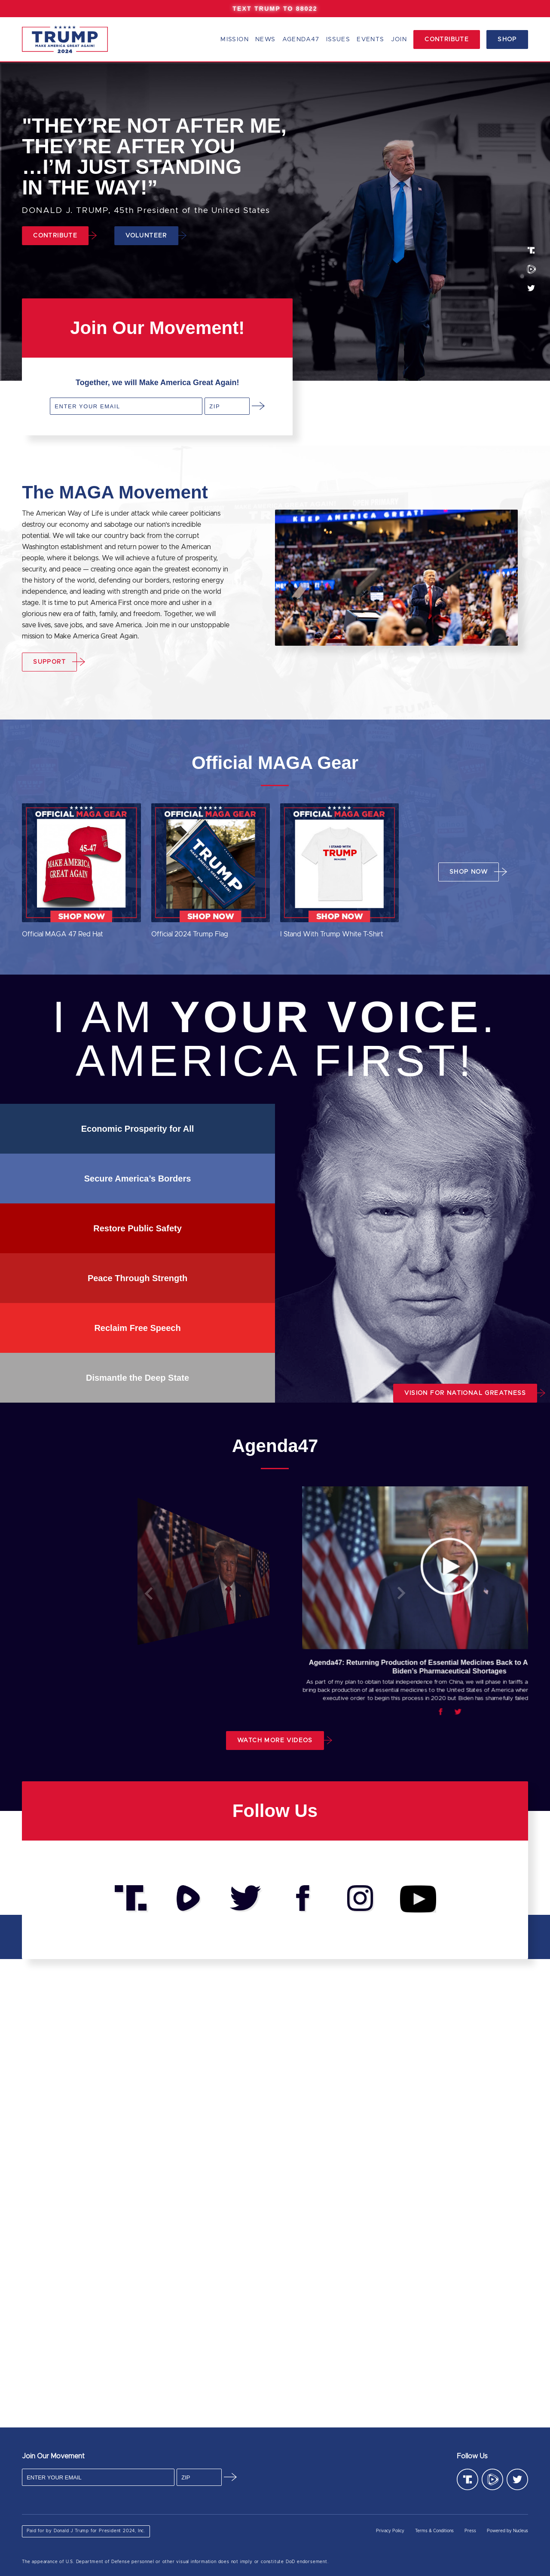 TEXT TRUMP TO 88022
TRUMP
MAKE AMERICA GREAT AGAIN!
2024
MISSION NEWS AGENDA47 ISSUES EVENTS JOIN CONTRIBUTE SHOP
"THEY’RE NOT AFTER ME,
THEY’RE AFTER YOU
…I’M JUST STANDING
IN THE WAY!”
DONALD J. TRUMP, 45th President of the United States
CONTRIBUTE VOLUNTEER
Join Our Movement!
Together, we will Make America Great Again!
ENTER YOUR EMAIL ZIP
The MAGA Movement
The American Way of Life is under attack while career politicians
destroy our economy and sabotage our nation's incredible
potential. We will take our country back from the corrupt
Washington establishment and return power to the American
people, where it belongs. We will achieve a future of prosperity,
security, and peace — creating once again the greatest economy in
the history of the world, defending our borders, restoring energy
independence, and leading with strength and pride on the world
stage. It is time to put America First once more and usher in a
glorious new era of faith, family, and freedom. Together, we will
save lives, save jobs, and save America. Join me in our unstoppable
mission to Make America Great Again.
KEEP AMERICA GREAT!
SUPPORT
Official MAGA Gear
OFFICIAL MAGA GEAR
45-47
MAKE AMERICA
GREAT AGAIN
SHOP NOW
Official MAGA 47 Red Hat
OFFICIAL MAGA GEAR
TRUMP
SHOP NOW
Official 2024 Trump Flag
OFFICIAL MAGA GEAR
I STAND WITH
TRUMP
SHOP NOW
I Stand With Trump White T-Shirt
SHOP NOW
I AM YOUR VOICE.
AMERICA FIRST!
Economic Prosperity for All
Secure America’s Borders
Restore Public Safety
Peace Through Strength
Reclaim Free Speech
Dismantle the Deep State
VISION FOR NATIONAL GREATNESS
Agenda47
Agenda47: Returning Production of Essential Medicines Back to A
Biden’s Pharmaceutical Shortages
As part of my plan to obtain total independence from China, we will phase in tariffs a
bring back production of all essential medicines to the United States of America wher
executive order to begin this process in 2020 but Biden has shamefully failed
WATCH MORE VIDEOS
Follow Us
Join Our Movement
ENTER YOUR EMAIL ZIP
Follow Us
Paid for by Donald J Trump for President 2024, Inc.
Privacy Policy Terms & Conditions Press Powered by Nucleus
The appearance of U.S. Department of Defense personnel or other visual information does not imply or constitute DoD endorsement